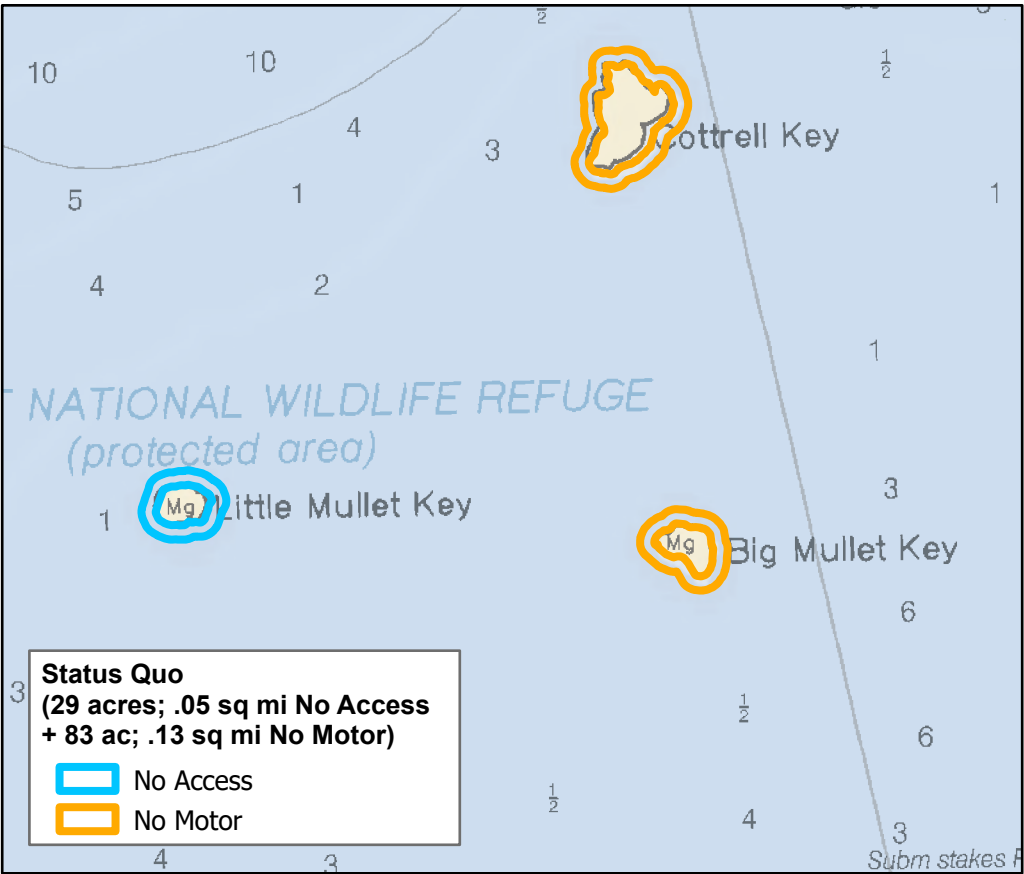 1/2
1/2
10
10
4
3
Cottrell Key
5
1
1
4
2
1
NATIONAL WILDLIFE REFUGE
(protected area)
3
Mg
Little Mullet Key
1
Mg
Big Mullet Key
6
Status Quo
(29 acres; .05 sq mi No Access
+ 83 ac; .13 sq mi No Motor)
No Access
No Motor
3
1/2
6
1/2
4
3
4
3
Subm stakes